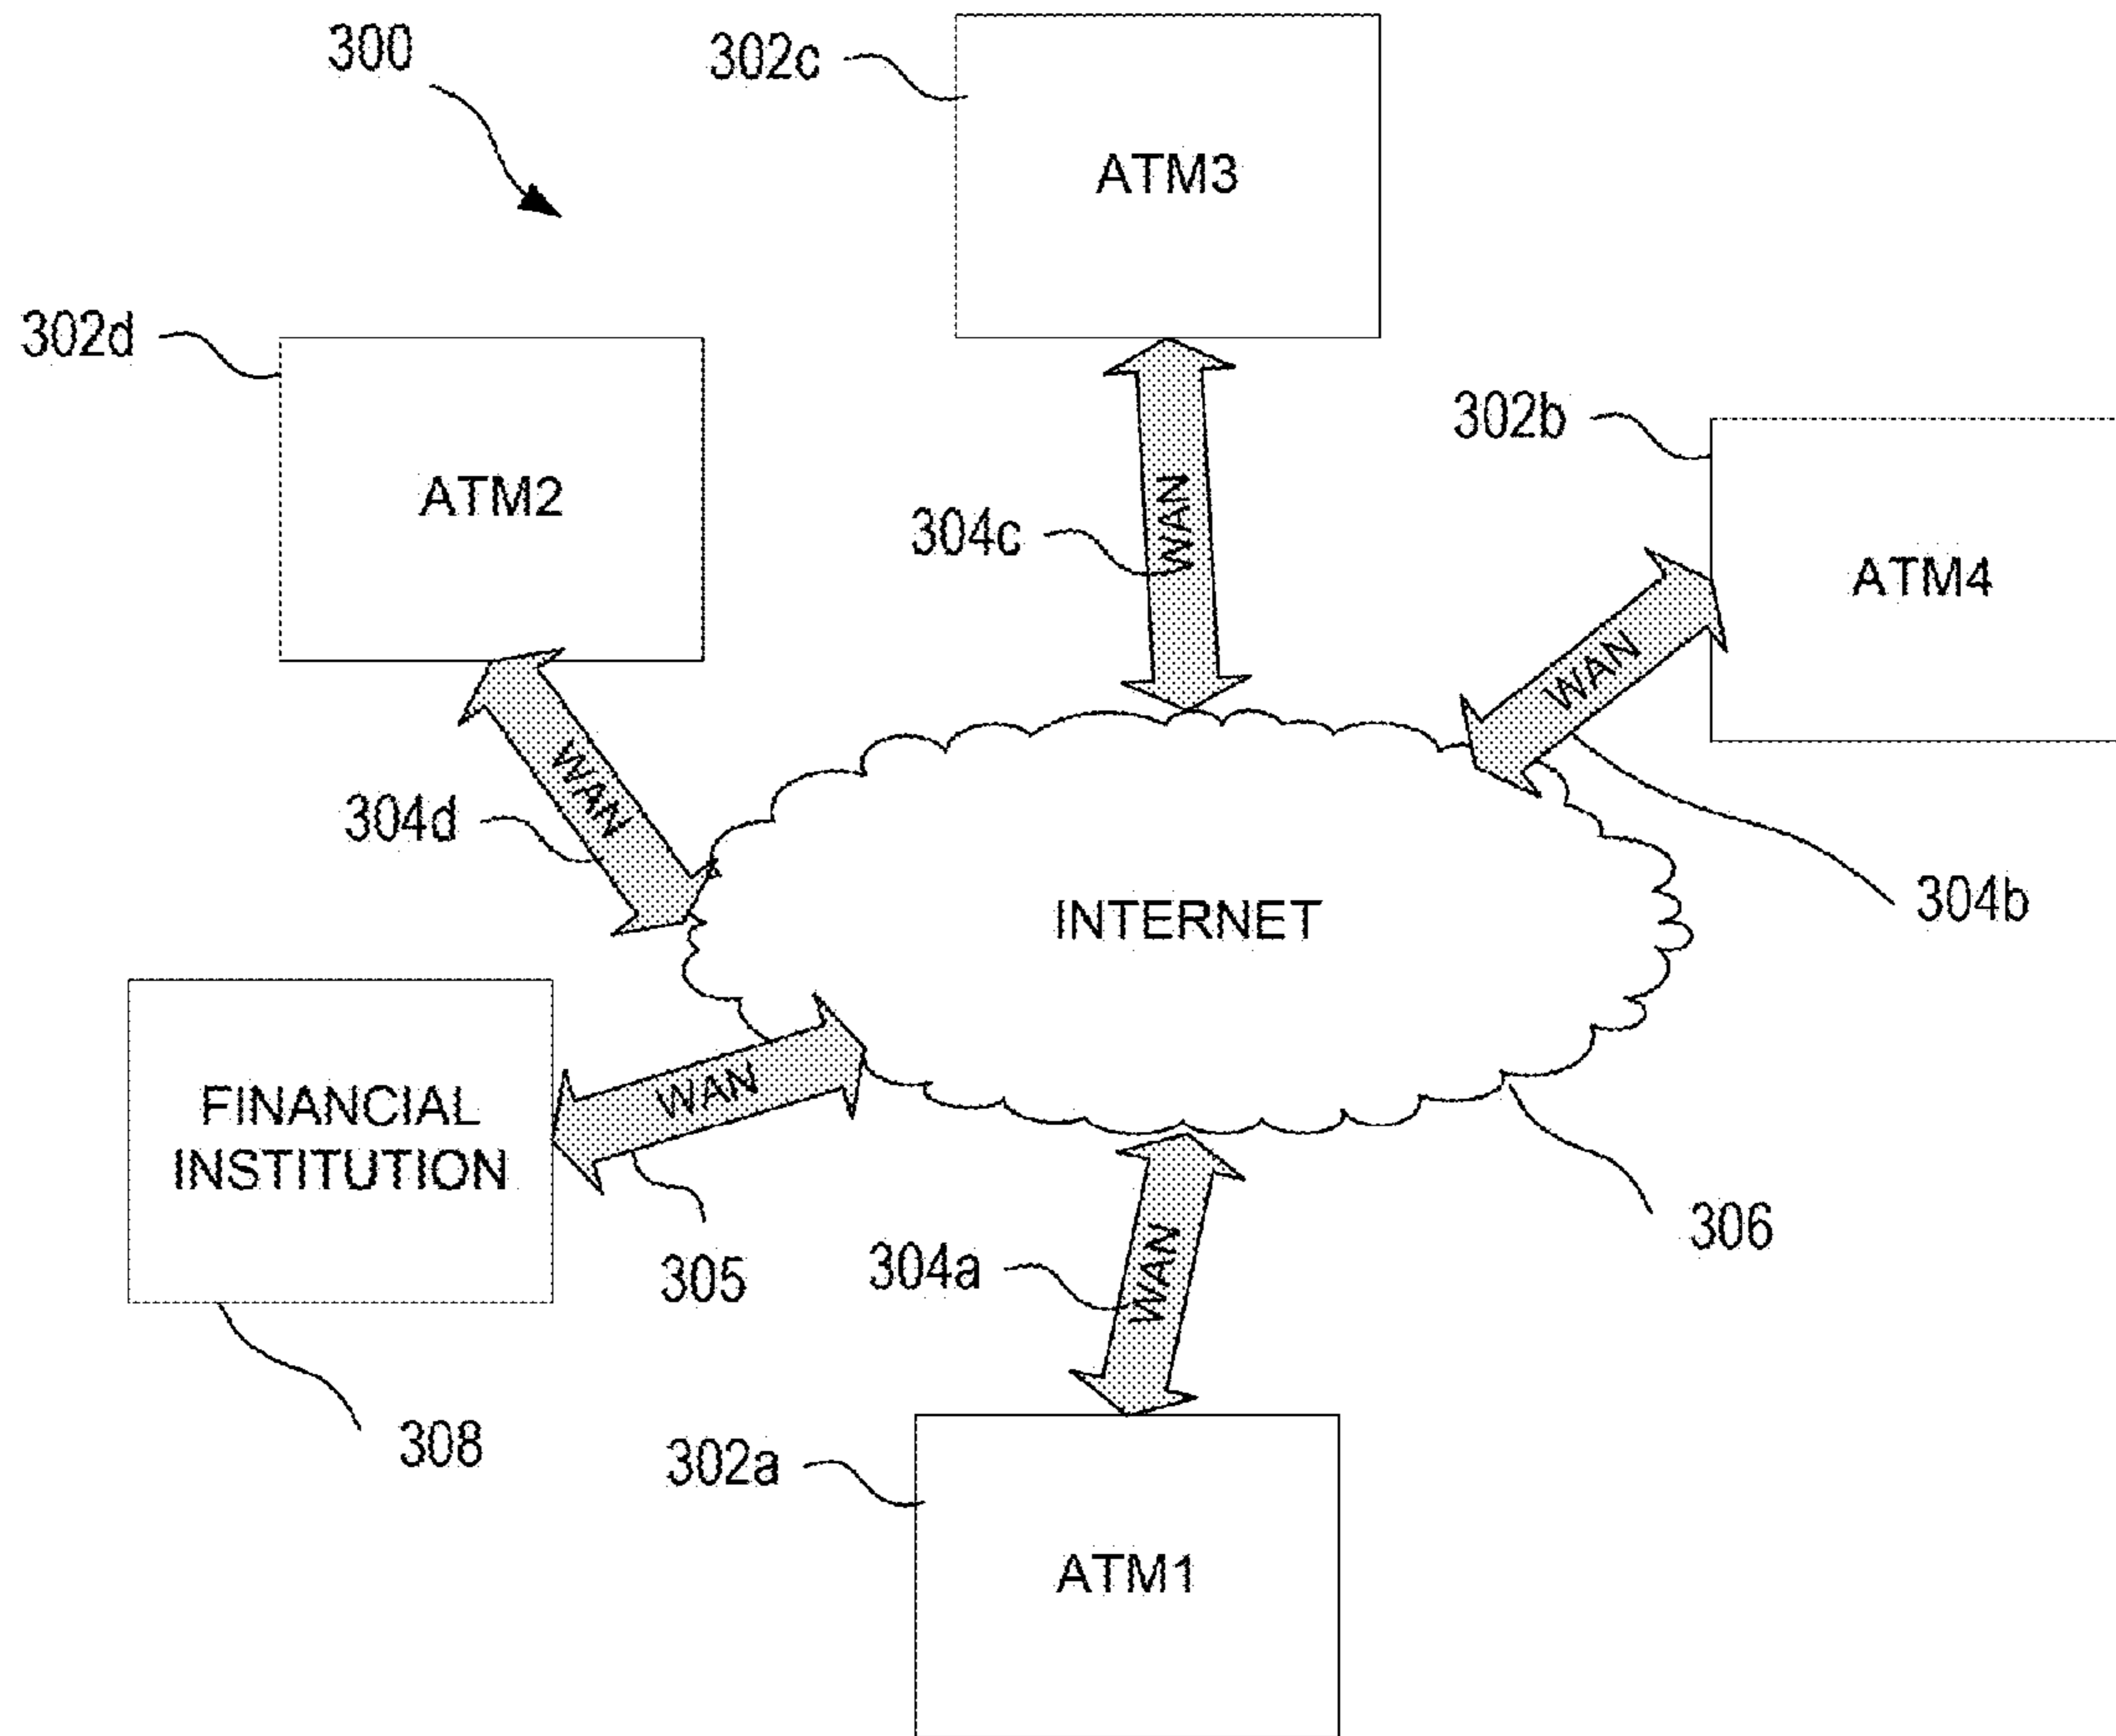 300
302c
ATM3
302d
ATM2
302b
ATM4
304c
WAN
WAN
WAN
304d
304b
INTERNET
FINANCIAL
INSTITUTION
WAN
305
304a
WAN
306
308
302a
ATM1